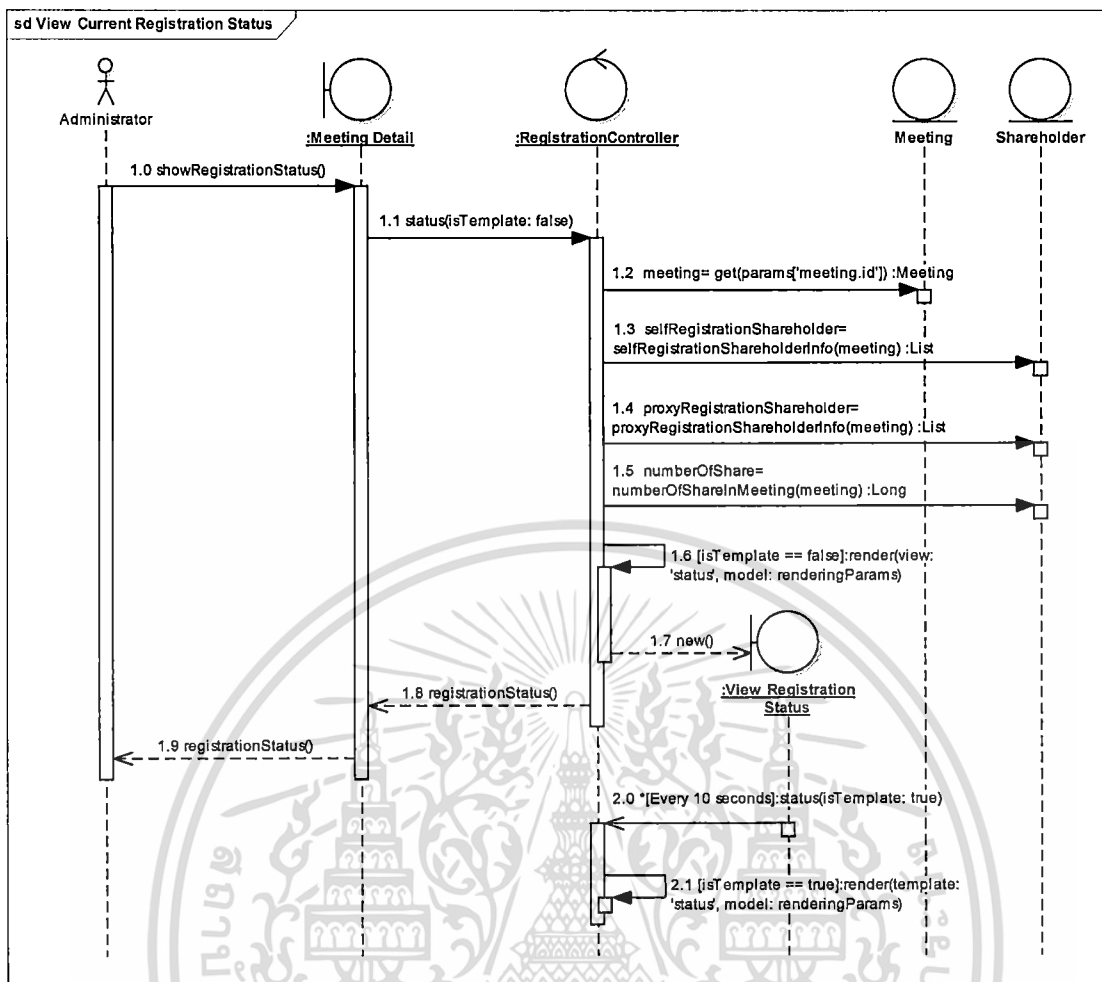 sd View Current Registration Status
Administrator
:Meeting Detail
:RegistrationController
Meeting
Shareholder
1.0 showRegistrationStatus()
1.1 status(isTemplate: false)
1.2 meeting= get(params['meeting.id']) :Meeting
1.3 selfRegistrationShareholder=
selfRegistrationShareholderInfo(meeting) :List
1.4 proxyRegistrationShareholder=
proxyRegistrationShareholderInfo(meeting) :List
1.5 numberOfShare=
numberOfShareInMeeting(meeting) :Long
1.6 [isTemplate == false]:render(view:
'status', model: renderingParams)
1.7 new()
:View Registration
Status
1.8 registrationStatus()
1.9 registrationStatus()
2.0 *[Every 10 seconds]:status(isTemplate: true)
2.1 [isTemplate == true]:render(template:
'status', model: renderingParams)